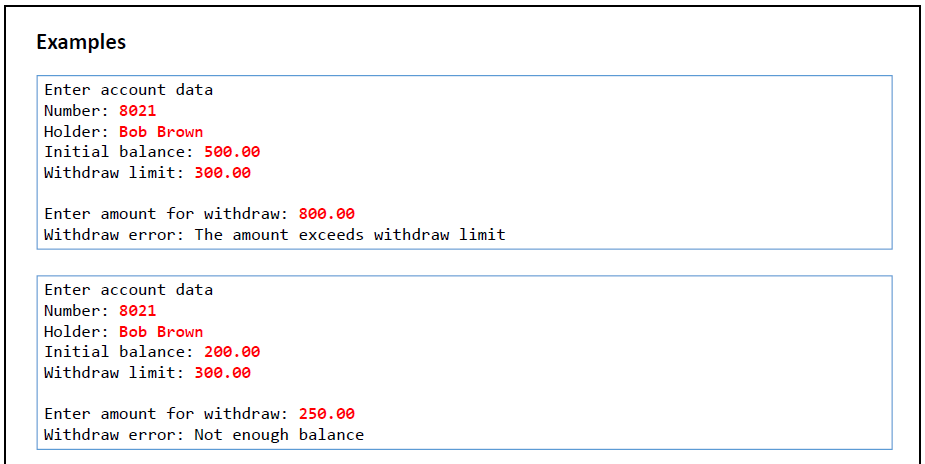 Examples
Enter account data
Number: 8021
Holder: Bob Brown
Initial balance: 500.00
Withdraw limit: 300.00
Enter amount for withdraw: 800.00
Withdraw error: The amount exceeds withdraw limit
Enter account data
Number: 8021
Holder: Bob Brown
Initial balance: 200.00
Withdraw limit: 300.00
Enter amount for withdraw: 250.00
Withdraw error: Not enough balance